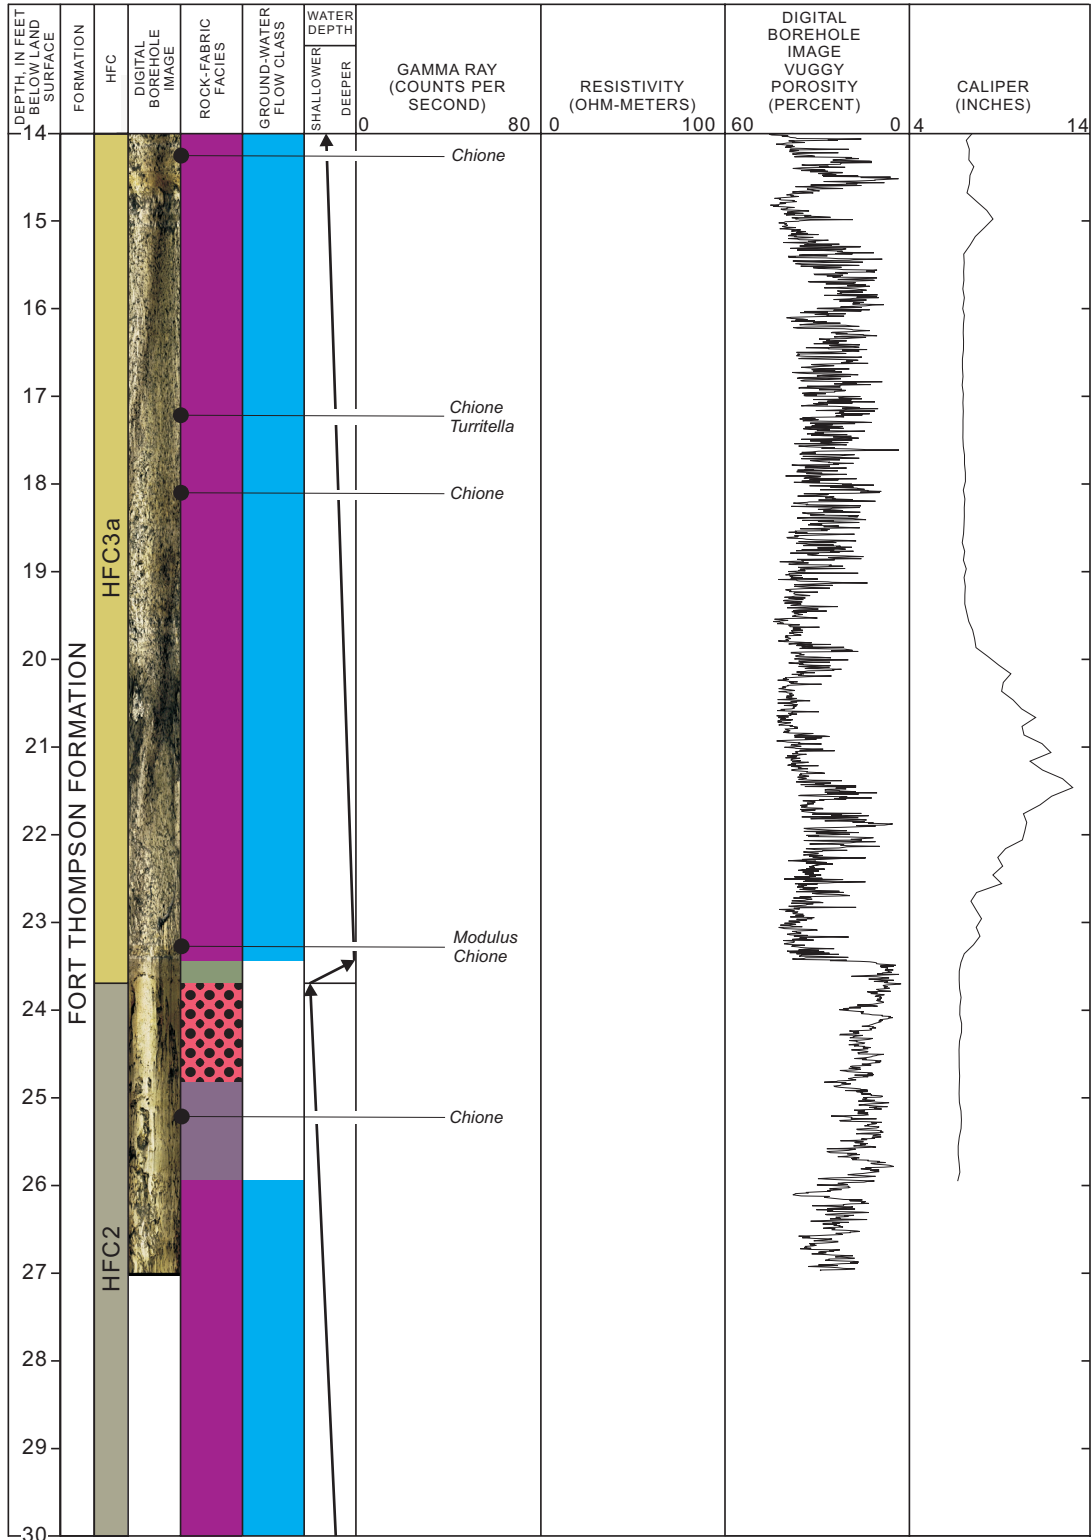 DEPTH, IN FEET
BELOW LAND
SURFACE
FORMATION
HFC
DIGITAL
BOREHOLE
IMAGE
ROCK-FABRIC
FACIES
GROUND-WATER
FLOW CLASS
WATER
DEPTH
SHALLOWER
DEEPER
GAMMA RAY
(COUNTS PER
SECOND)
0 80
RESISTIVITY
(OHM-METERS)
0 100
DIGITAL
BOREHOLE
IMAGE
VUGGY
POROSITY
(PERCENT)
60 0
CALIPER
(INCHES)
4 14
14
Chione
15
16
17
Chione
Turritella
18
Chione
HFC3a
19
20
FORT THOMPSON FORMATION
21
22
23
Modulus
Chione
24
25
Chione
26
HFC2
27
28
29
30